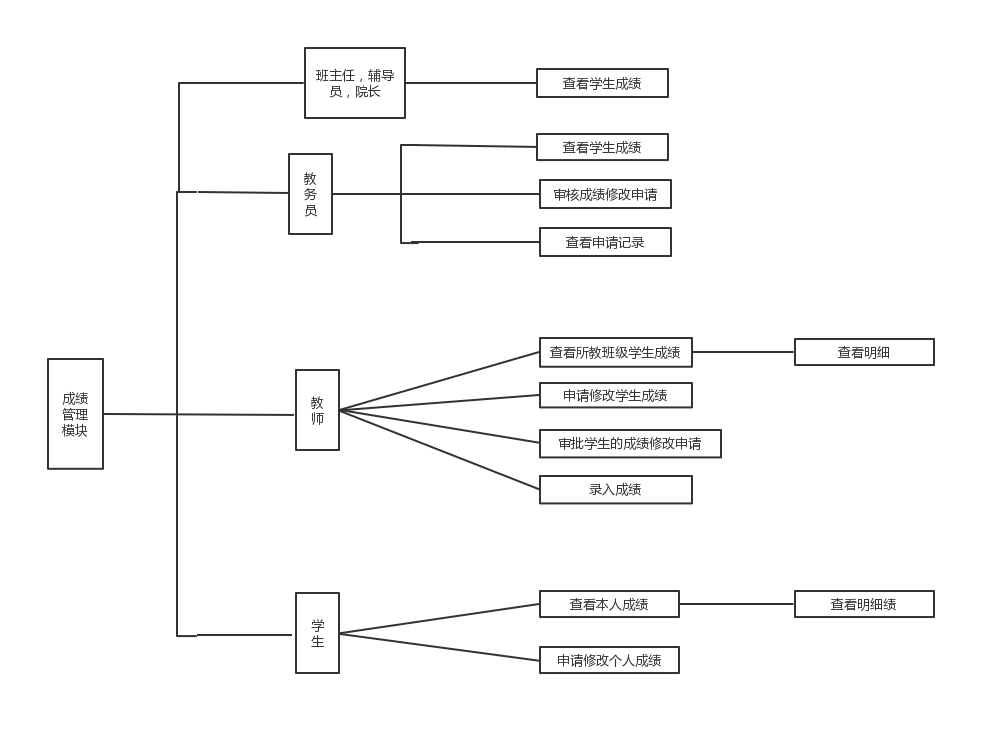 班主任，辅导
员，院长
查看学生成绩
教
务
员
查看学生成绩
审核成绩修改申请
查看申请记录
成绩
管理
模块
教
师
查看所教班级学生成绩
查看明细
申请修改学生成绩
审批学生的成绩修改申请
录入成绩
学
生
查看本人成绩
查看明细绩
申请修改个人成绩